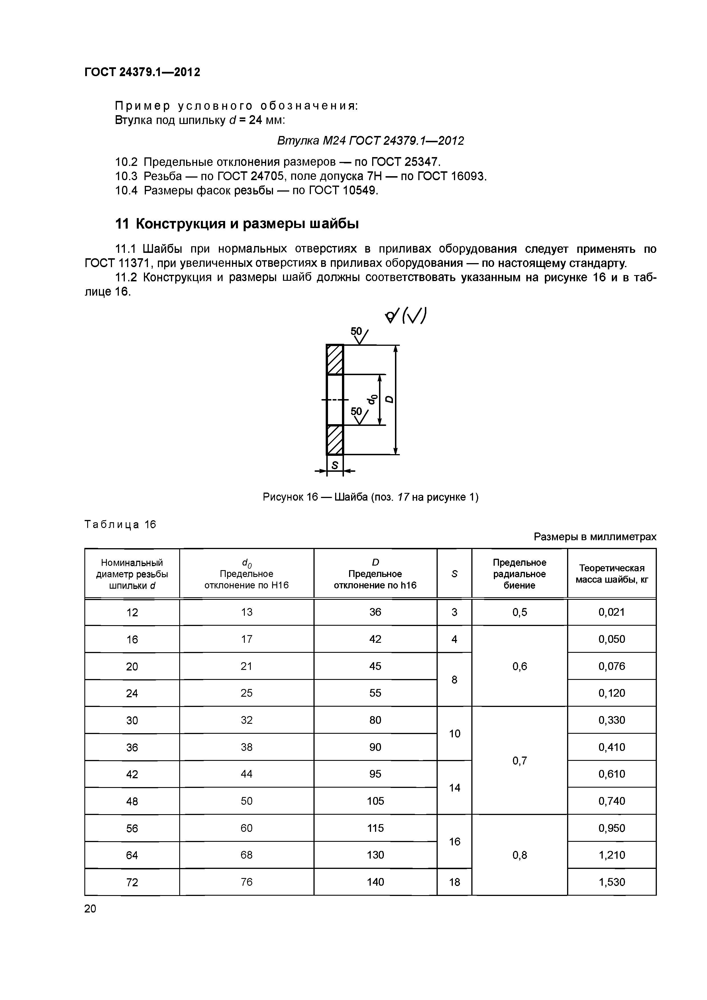 ГОСТ 24379.1—2012
Пример условного обозначения:
Втулка под шпильку d = 24 мм:
Втулка М24 ГОСТ 24379.1—2012
10.2 Предельные отклонения размеров — по ГОСТ 25347.
10.3 Резьба — по ГОСТ 24705, поле допуска 7Н — по ГОСТ 16093.
10.4 Размеры фасок резьбы — по ГОСТ 10549.
11 Конструкция и размеры шайбы
11.1 Шайбы при нормальных отверстиях в приливах оборудования следует применять по
ГОСТ 11371, при увеличенных отверстиях в приливах оборудования — по настоящему стандарту.
11.2 Конструкция и размеры шайб должны соответствовать указанным на рисунке 16 и в таб-
лице 16.
50
d0
D
50
S
Рисунок 16 — Шайба (поз. 17 на рисунке 1)
Таблица 16
Размеры в миллиметрах
Номинальный диаметр резьбы шпильки d | d0 Предельное отклонение по Н16 | D Предельное отклонение по h16 | S | Предельное радиальное биение | Теоретическая масса шайбы, кг
12 13 36 3 0,5 0,021
16 17 42 4 0,6 0,050
20 21 45 8 0,076
24 25 55 0,120
30 32 80 10 0,7 0,330
36 38 90 0,410
42 44 95 14 0,610
48 50 105 0,740
56 60 115 16 0,8 0,950
64 68 130 1,210
72 76 140 18 1,530
20